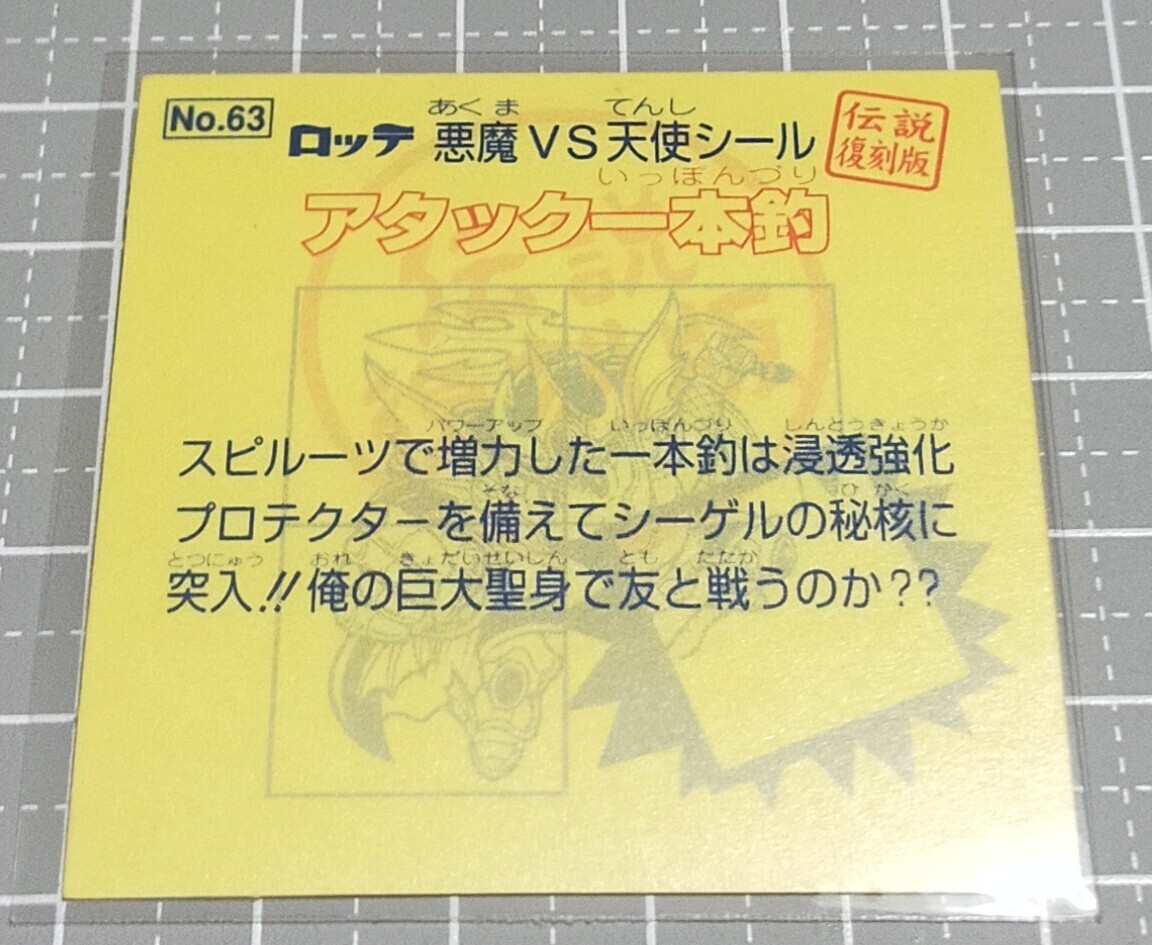 No.63
あくま てんし
ロッテ 悪魔VS天使シール
伝説
復刻版
いっぽんづり
アタック一本釣
パワーアップ いっぽんづり しんとうきょうか
スピルーツで増力した一本釣は浸透強化
そな ひかく
プロテクターを備えてシーゲルの秘核に
とつにゅう おれ きょだいせいしん とも たたか
突入!!俺の巨大聖身で友と戦うのか??